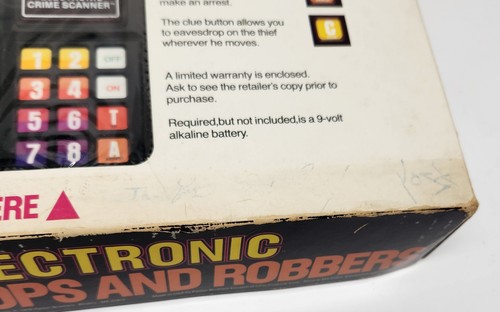 CRIME SCANNER™
make an arrest.
The clue button allows you
to eavesdrop on the thief
wherever he moves.
C
A limited warranty is enclosed.
Ask to see the retailer's copy prior to
purchase.
Required,but not included,is a 9-volt
alkaline battery.
1 2 OFF
3 4 ON
5 6 T
7 8 A
ERE
ECTRONIC
OPS AND ROBBERS